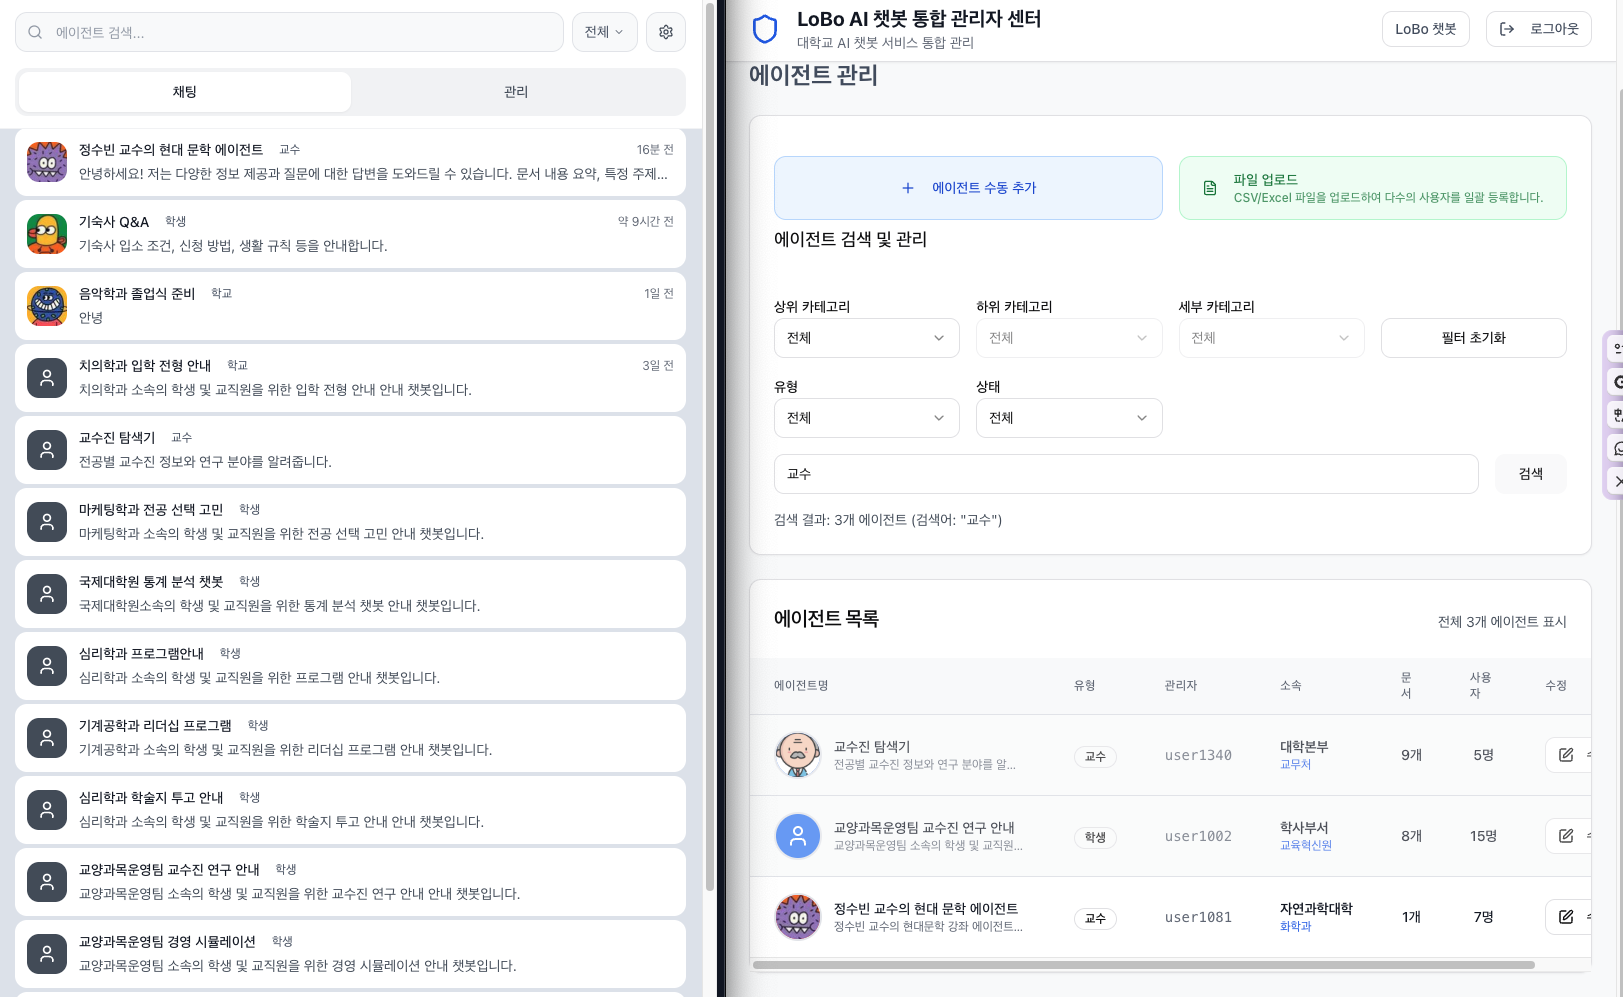 에이전트 검색...
전체
채팅
관리
정수빈 교수의 현대 문학 에이전트 교수 16분 전
안녕하세요! 저는 다양한 정보 제공과 질문에 대한 답변을 도와드릴 수 있습니다. 문서 내용 요약, 특정 주제...
기숙사 Q&A 학생 약 9시간 전
기숙사 입소 조건, 신청 방법, 생활 규칙 등을 안내합니다.
음악학과 졸업식 준비 학교 1일 전
안녕
치의학과 입학 전형 안내 학교 3일 전
치의학과 소속의 학생 및 교직원을 위한 입학 전형 안내 안내 챗봇입니다.
교수진 탐색기 교수
전공별 교수진 정보와 연구 분야를 알려줍니다.
마케팅학과 전공 선택 고민 학생
마케팅학과 소속의 학생 및 교직원을 위한 전공 선택 고민 안내 챗봇입니다.
국제대학원 통계 분석 챗봇 학생
국제대학원소속의 학생 및 교직원을 위한 통계 분석 챗봇 안내 챗봇입니다.
심리학과 프로그램안내 학생
심리학과 소속의 학생 및 교직원을 위한 프로그램 안내 챗봇입니다.
기계공학과 리더십 프로그램 학생
기계공학과 소속의 학생 및 교직원을 위한 리더십 프로그램 안내 챗봇입니다.
심리학과 학술지 투고 안내 학생
심리학과 소속의 학생 및 교직원을 위한 학술지 투고 안내 안내 챗봇입니다.
교양과목운영팀 교수진 연구 안내 학생
교양과목운영팀 소속의 학생 및 교직원을 위한 교수진 연구 안내 안내 챗봇입니다.
교양과목운영팀 경영 시뮬레이션 학생
교양과목운영팀 소속의 학생 및 교직원을 위한 경영 시뮬레이션 안내 챗봇입니다.
LoBo AI 챗봇 통합 관리자 센터
대학교 AI 챗봇 서비스 통합 관리
LoBo 챗봇
로그아웃
에이전트 관리
에이전트 수동 추가
파일 업로드
CSV/Excel 파일을 업로드하여 다수의 사용자를 일괄 등록합니다.
에이전트 검색 및 관리
상위 카테고리 하위 카테고리 세부 카테고리
전체 전체 전체 필터 초기화
유형 상태
전체 전체
교수 검색
검색 결과: 3개 에이전트 (검색어: "교수")
에이전트 목록
전체 3개 에이전트 표시
에이전트명 유형 관리자 소속 문서 사용자 수정
교수진 탐색기
전공별 교수진 정보와 연구 분야를 알...
교수 user1340
대학본부
교무처
9개 5명
교양과목운영팀 교수진 연구 안내
교양과목운영팀 소속의 학생 및 교직원...
학생 user1002
학사부서
교육혁신원
8개 15명
정수빈 교수의 현대 문학 에이전트
정수빈 교수의 현대문학 강좌 에이전트...
교수 user1081
자연과학대학
화학과
1개 7명